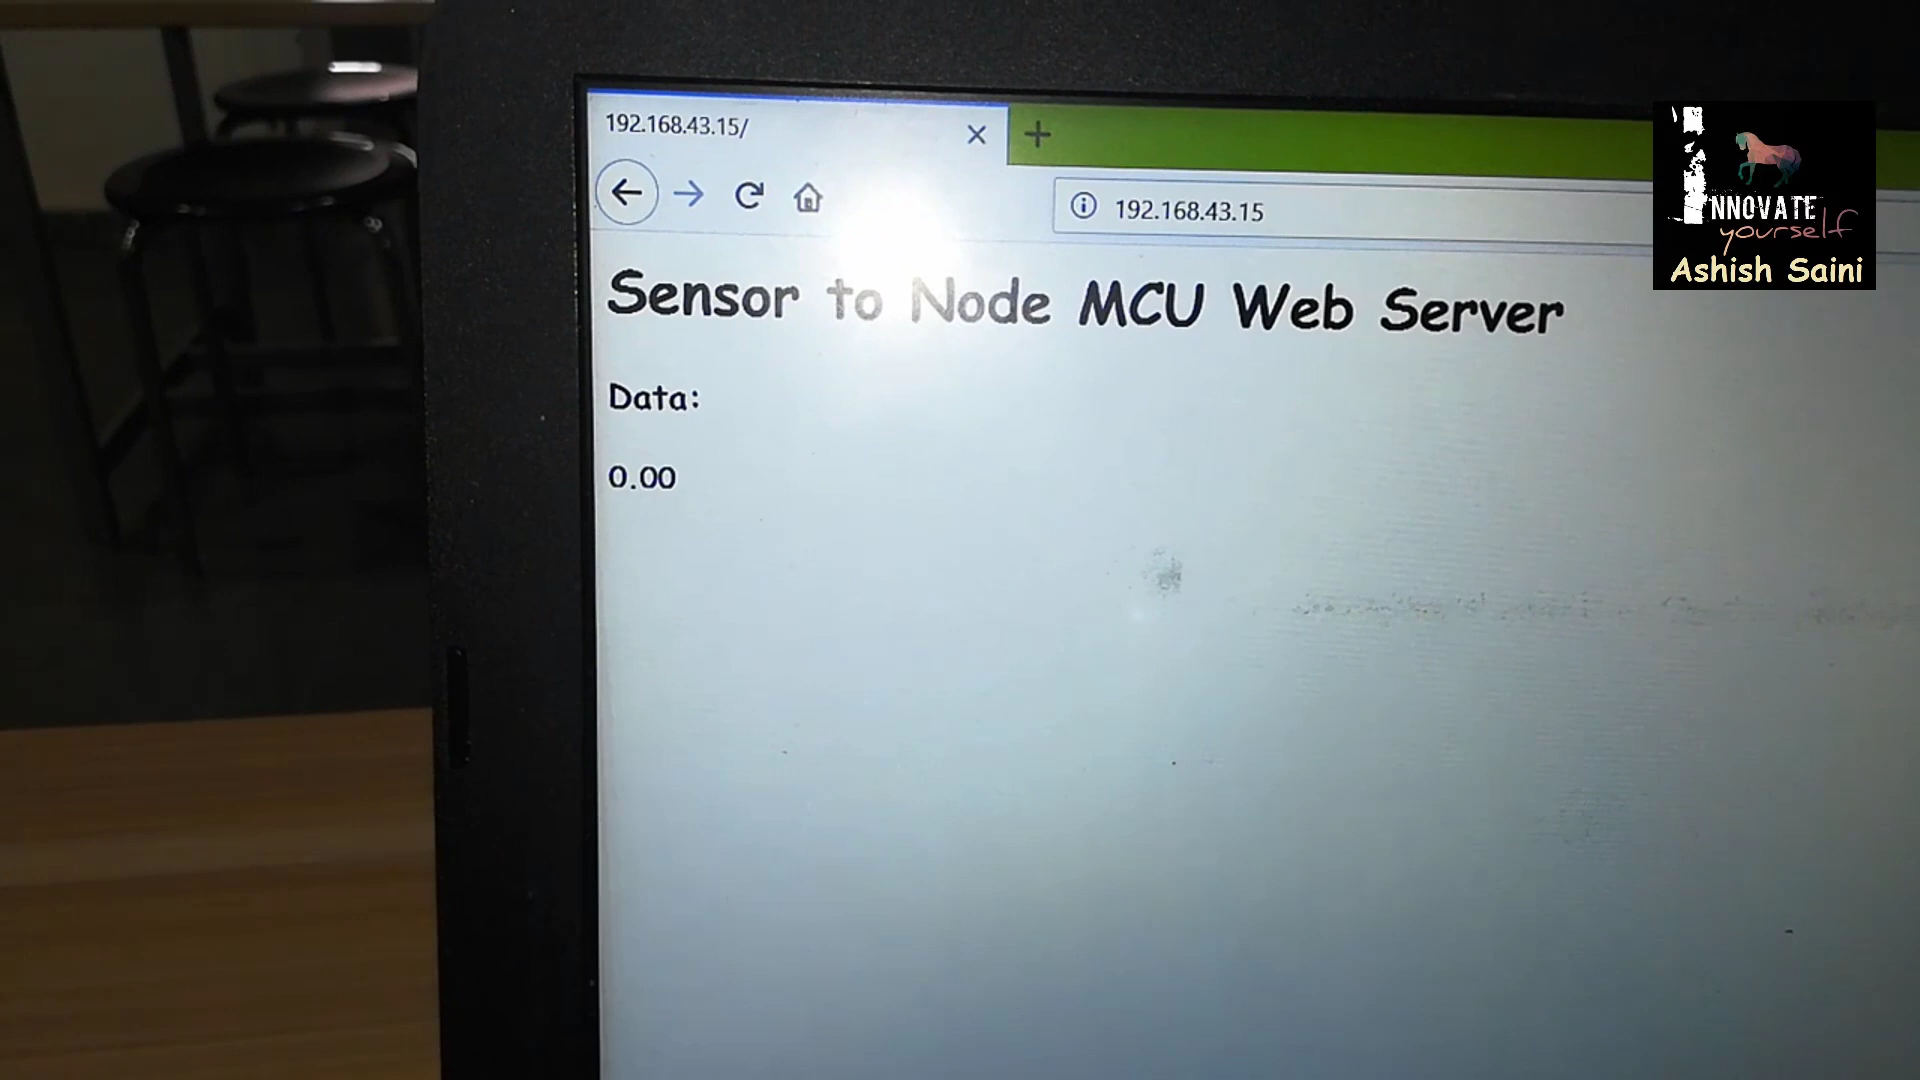 192.168.43.15/
192.168.43.15
Sensor to Node MCU Web Server
Data:
0.00
INNOVATE
yourself
Ashish Saini